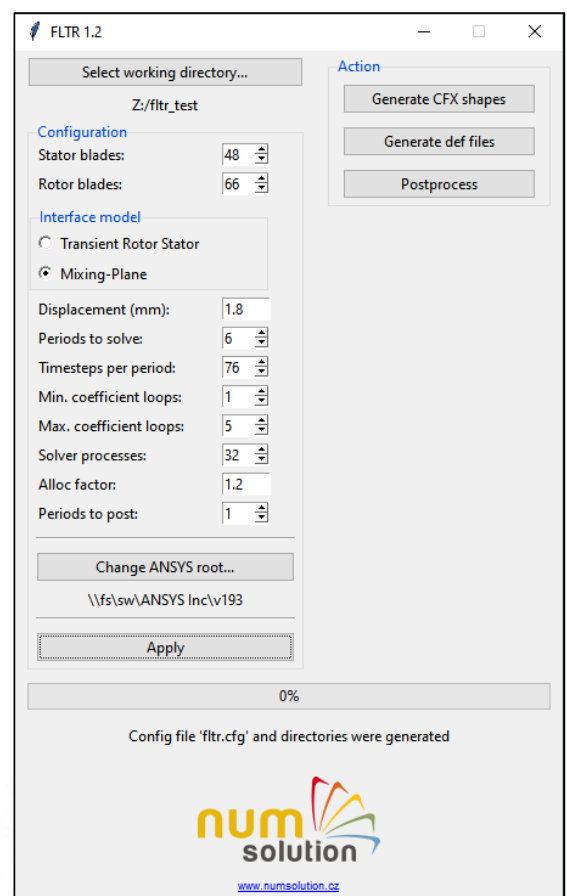 FLTR 1.2
Select working directory...
Z:/fltr_test
Configuration
Stator blades: 48
Rotor blades: 66
Interface model
Transient Rotor Stator
Mixing-Plane
Displacement (mm): 1.8
Periods to solve: 6
Timesteps per period: 76
Min. coefficient loops: 1
Max. coefficient loops: 5
Solver processes: 32
Alloc factor: 1.2
Periods to post: 1
Change ANSYS root...
\\fs\sw\ANSYS Inc\v193
Apply
Action
Generate CFX shapes
Generate def files
Postprocess
0%
Config file 'fltr.cfg' and directories were generated
num
solution
www.numsolution.cz